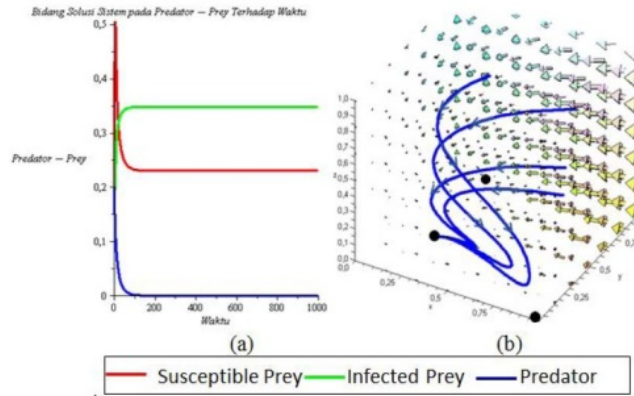 Bidang Solusi Sistem pada Predator — Prey Terhadap Waktu
0,5
0,4
0,3
Predator — Prey
0,2
0,1
0
0 200 400 600 800 1000
Waktu
(a)
1,0
0,9
0,8
0,7
0,6
0,5
0,4
0,3
0,2
0,1
0,0
0,0
0,25
0,5
x
0,75
0,5
y
(b)
Susceptible Prey Infected Prey Predator